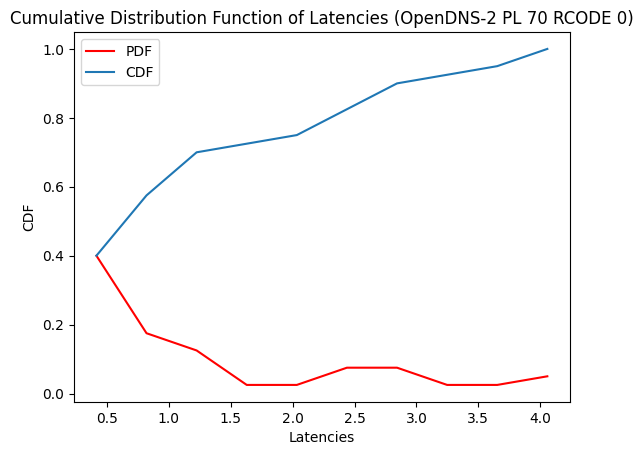 Cumulative Distribution Function of Latencies (OpenDNS-2 PL 70 RCODE 0)
PDF
CDF
1.0
0.8
0.6
0.4
0.2
0.0
CDF
0.5 1.0 1.5 2.0 2.5 3.0 3.5 4.0
Latencies